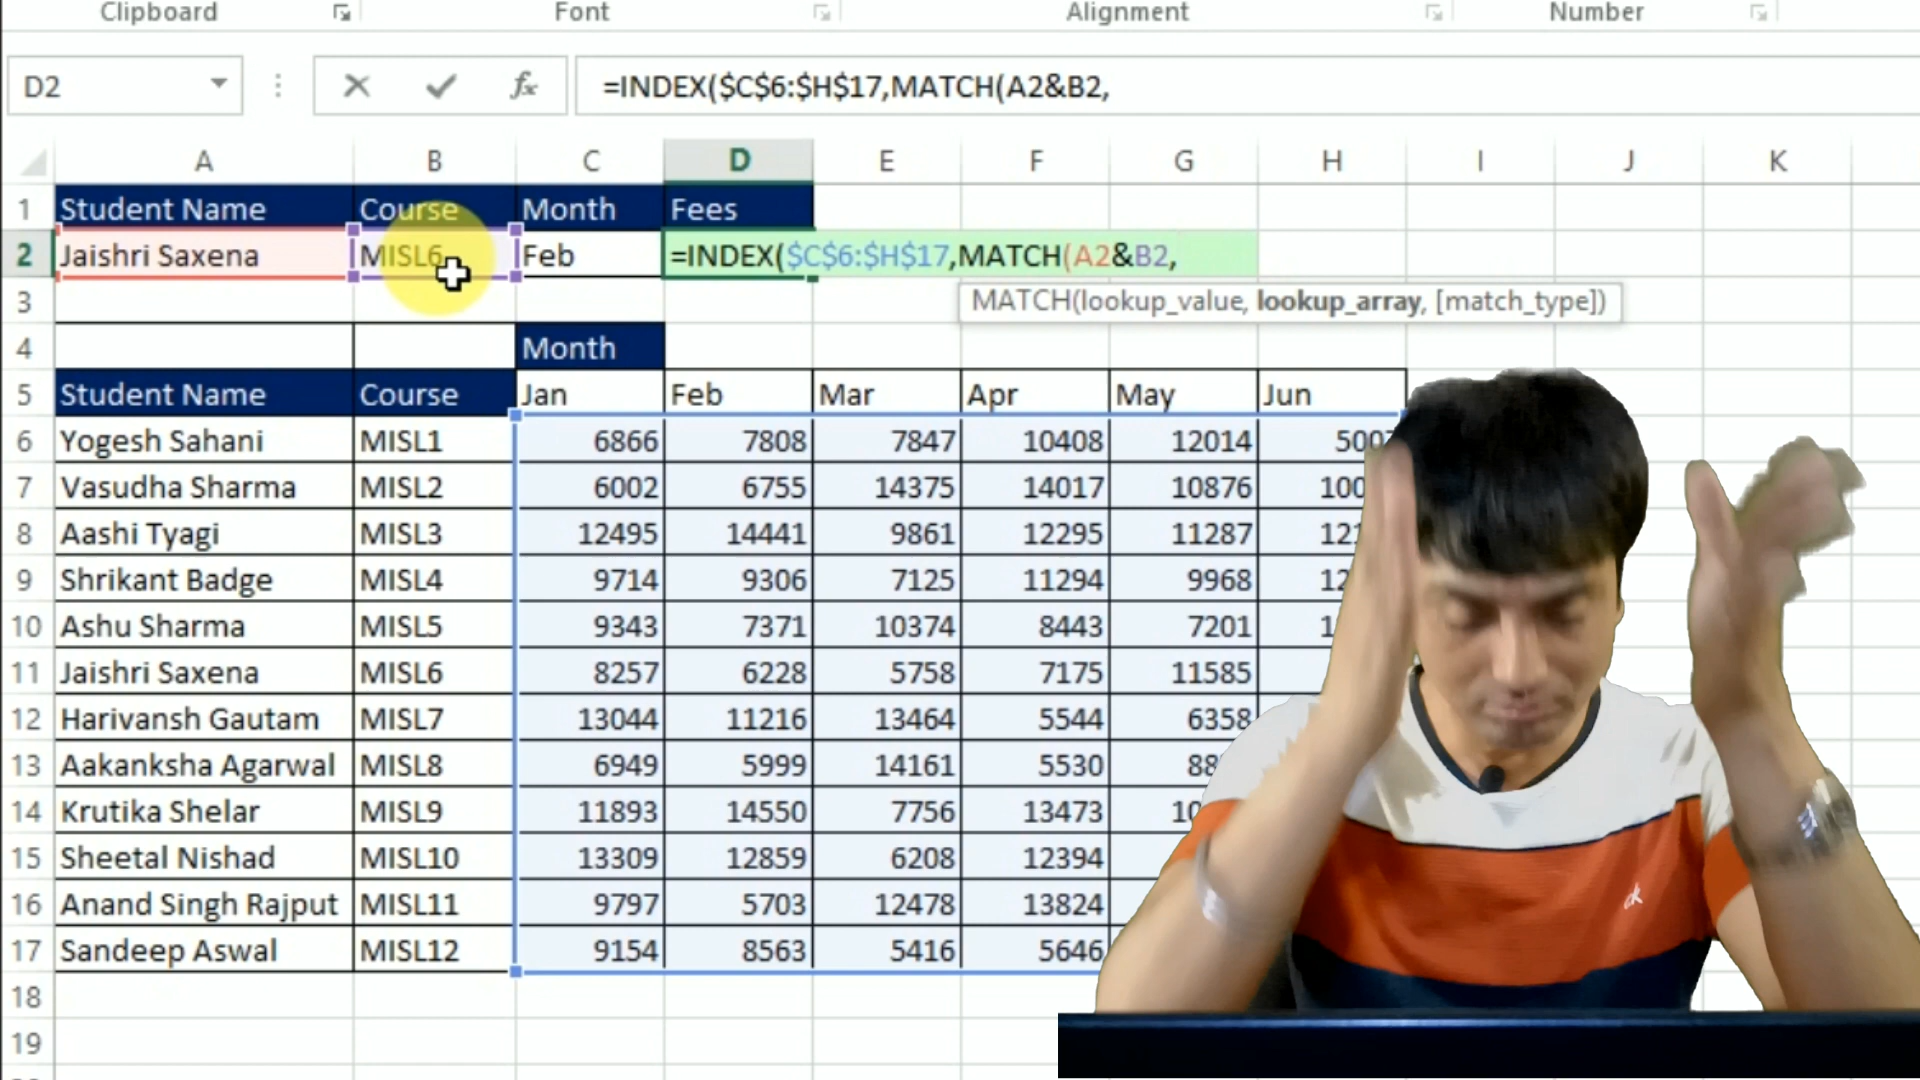 Clipboard Font Alignment Number
D2 fx =INDEX($C$6:$H$17,MATCH(A2&B2,
A B C D E F G H I J K
1 Student Name Course Month Fees
2 Jaishri Saxena MISL6 Feb =INDEX($C$6:$H$17,MATCH(A2&B2,
3 MATCH(lookup_value, lookup_array, [match_type])
4 Month
5 Student Name Course Jan Feb Mar Apr May Jun
6 Yogesh Sahani MISL1 6866 7808 7847 10408 12014
7 Vasudha Sharma MISL2 6002 6755 14375 14017 10876
8 Aashi Tyagi MISL3 12495 14441 9861 12295 11287
9 Shrikant Badge MISL4 9714 9306 7125 11294 9968
10 Ashu Sharma MISL5 9343 7371 10374 8443 7201
11 Jaishri Saxena MISL6 8257 6228 5758 7175 11585
12 Harivansh Gautam MISL7 13044 11216 13464 5544 6358
13 Aakanksha Agarwal MISL8 6949 5999 14161 5530
14 Krutika Shelar MISL9 11893 14550 7756 13473
15 Sheetal Nishad MISL10 13309 12859 6208 12394
16 Anand Singh Rajput MISL11 9797 5703 12478 13824
17 Sandeep Aswal MISL12 9154 8563 5416 5646
18
19